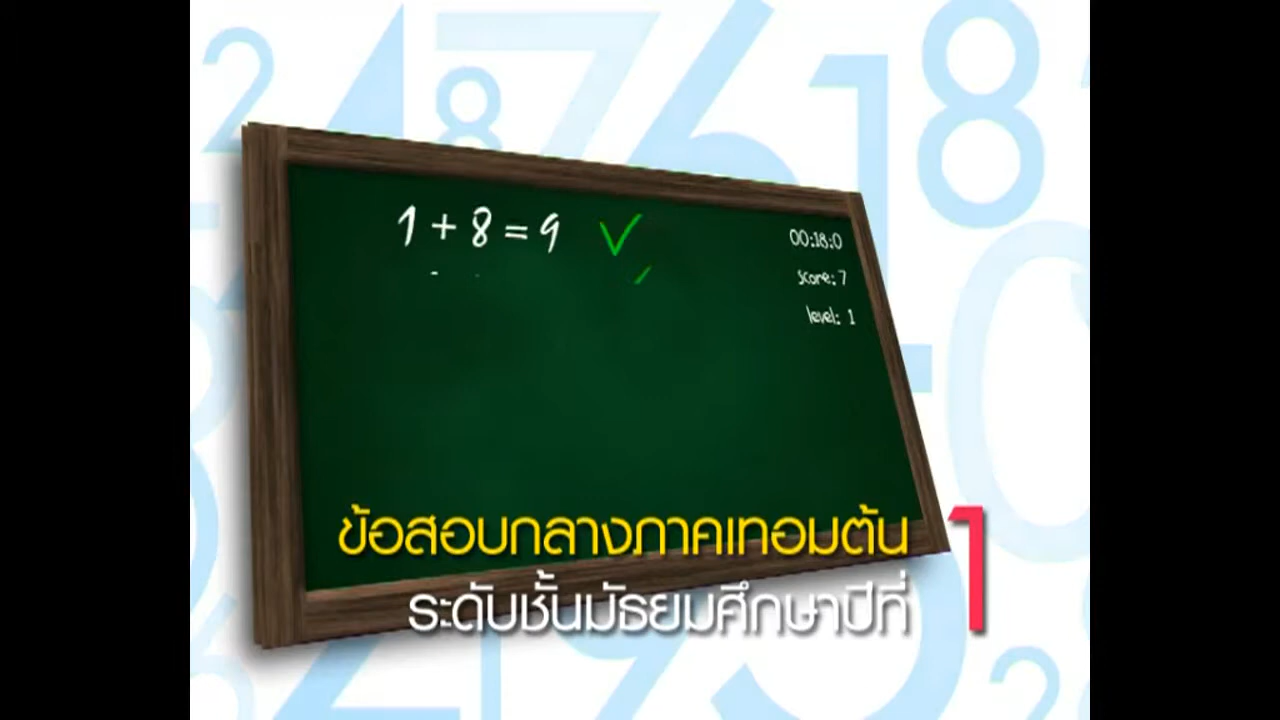 1 + 8 = 9 ✓
00:18:0
Score: 7
level: 1
ข้อสอบกลางภาคเทอมต้น
ระดับชั้นมัธยมศึกษาปีที่ 1